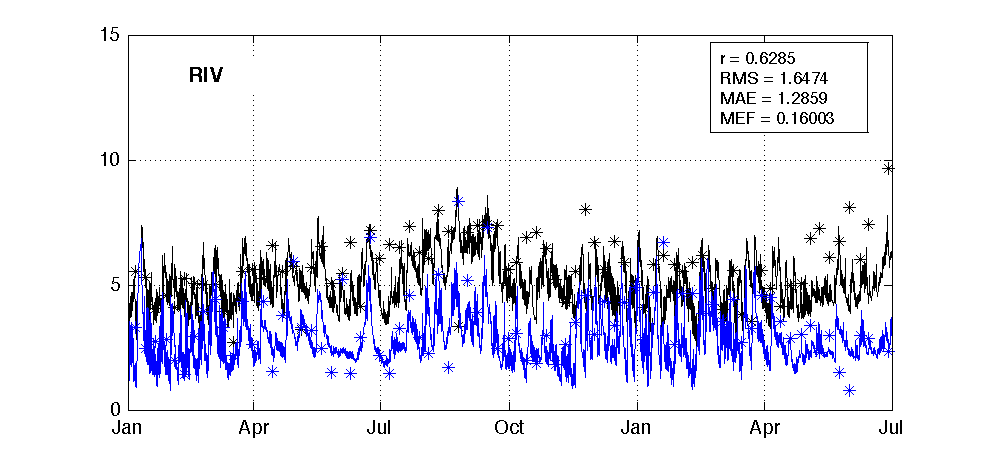 15
RIV
r = 0.6285
RMS = 1.6474
MAE = 1.2859
MEF = 0.16003
10
5
0
Jan Apr Jul Oct Jan Apr Jul